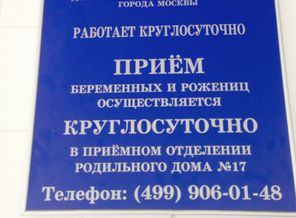 ГОРОДА МОСКВЫ
РАБОТАЕТ КРУГЛОСУТОЧНО
ПРИЁМ
БЕРЕМЕННЫХ И РОЖЕНИЦ
ОСУЩЕСТВЛЯЕТСЯ
КРУГЛОСУТОЧНО
В ПРИЁМНОМ ОТДЕЛЕНИИ
РОДИЛЬНОГО ДОМА №17
Телефон: (499) 906-01-48